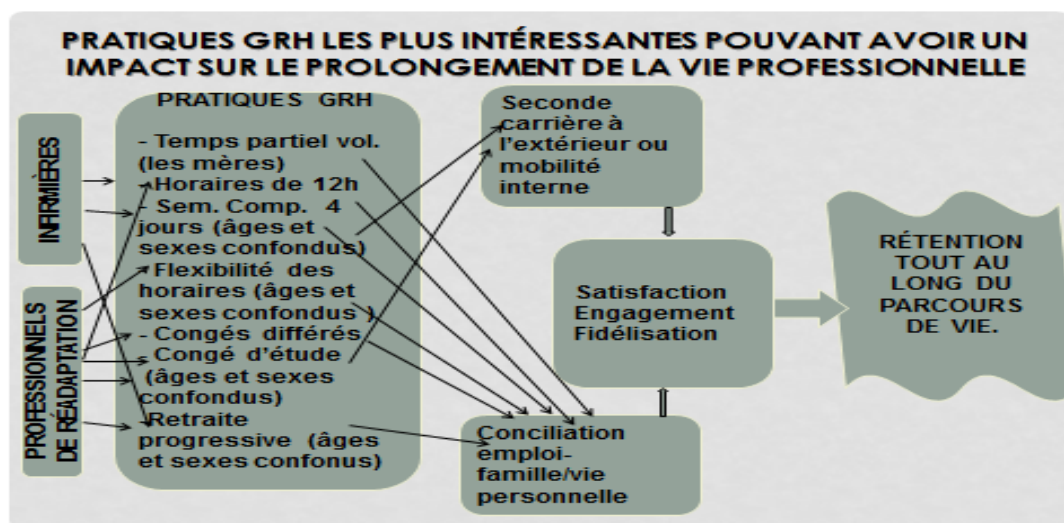 PRATIQUES GRH LES PLUS INTÉRESSANTES POUVANT AVOIR UN
IMPACT SUR LE PROLONGEMENT DE LA VIE PROFESSIONNELLE
INFIRMIÈRES
PROFESSIONNELS
DE READAPTATION
PRATIQUES GRH
- Temps partiel vol.
(les mères)
-Horaires de 12h
- Sem. Comp. 4
jours (âges et
sexes confondus)
-Flexibilité des
horaires (âges et
sexes confondus )
- Congés différés
- Congé d'étude
(âges et sexes
confondus)
-Retraite
progressive (âges
et sexes confonus)
Seconde
carrière à
l'extérieur ou
mobilité
interne
Satisfaction
Engagement
Fidélisation
Conciliation
emploi-
famille/vie
personnelle
RÉTENTION
TOUT AU
LONG DU
PARCOURS
DE VIE.